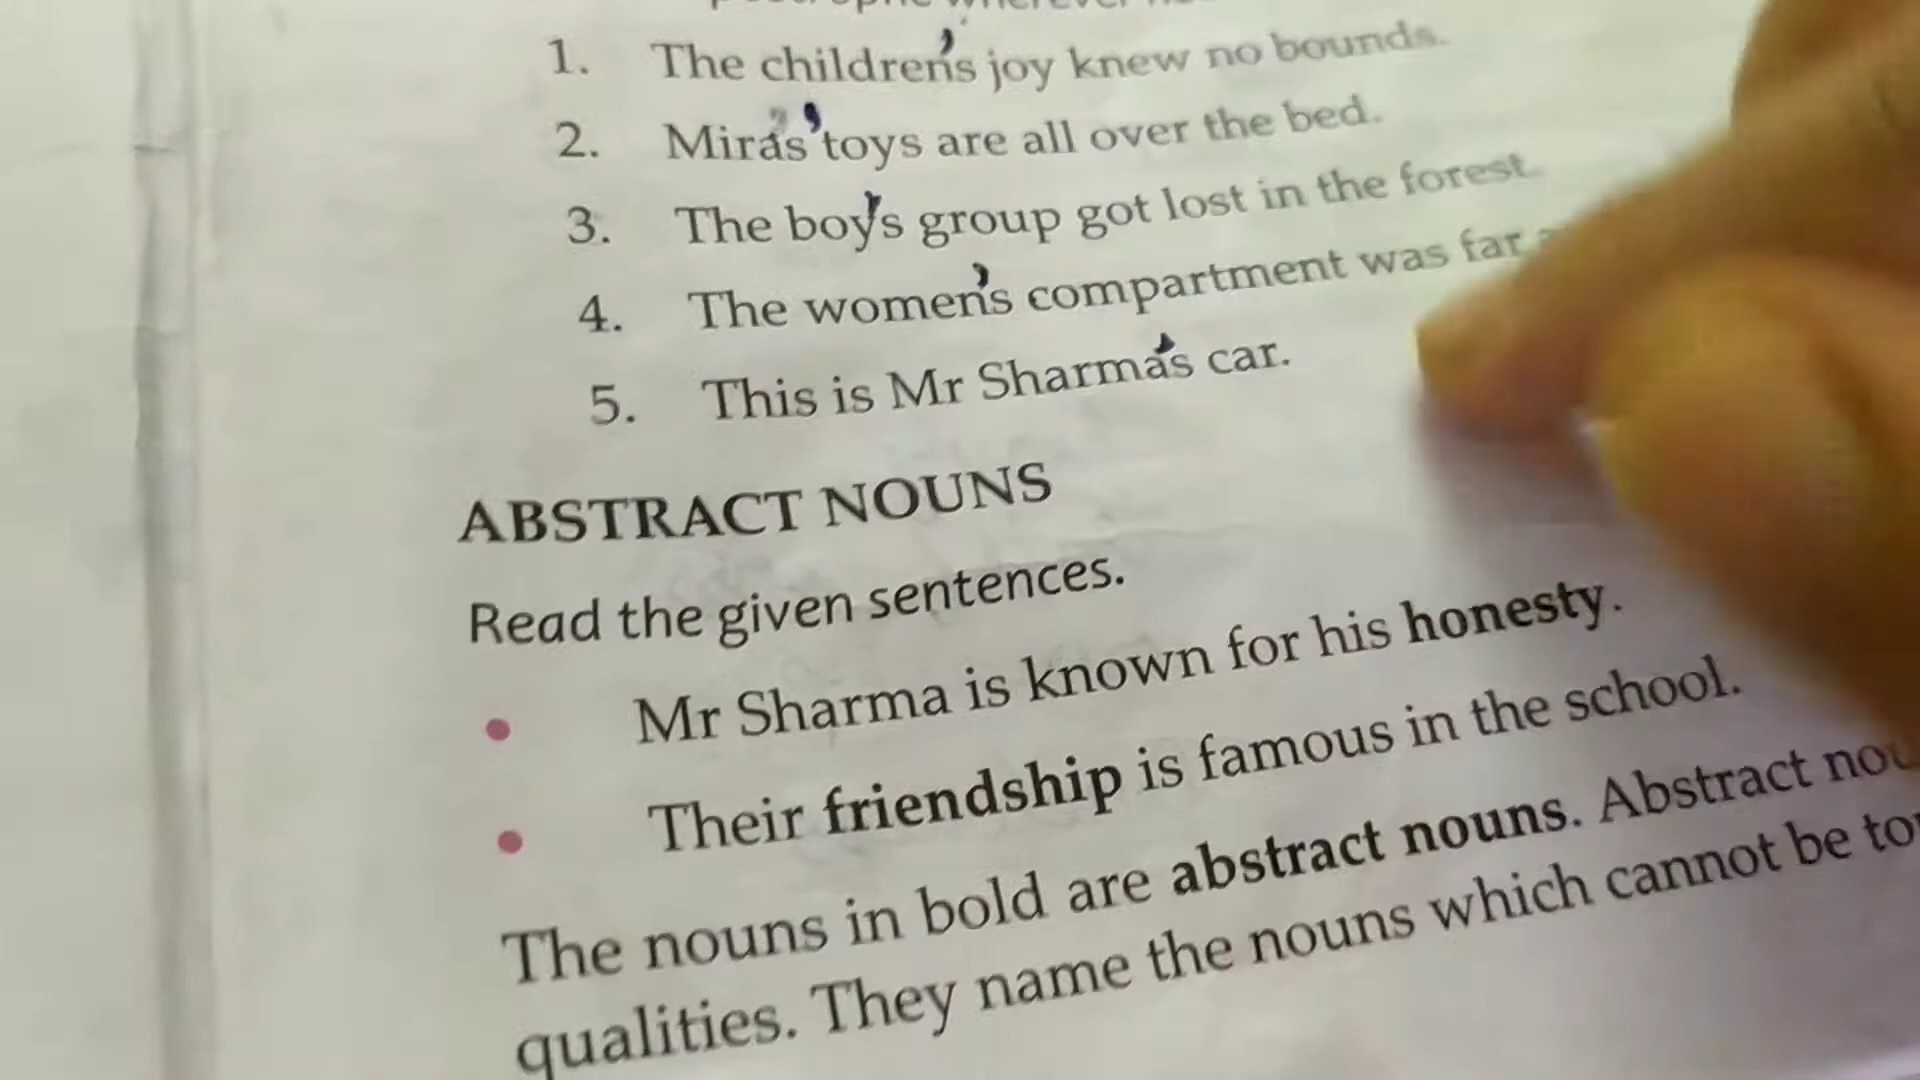 apostrophe wherever
1. The children's joy knew no bounds.
2. Miras' toys are all over the bed.
3. The boy's group got lost in the forest.
4. The women's compartment was far
5. This is Mr Sharma's car.
ABSTRACT NOUNS
Read the given sentences.
• Mr Sharma is known for his honesty.
• Their friendship is famous in the school.
The nouns in bold are abstract nouns. Abstract
qualities. They name the nouns which cannot be